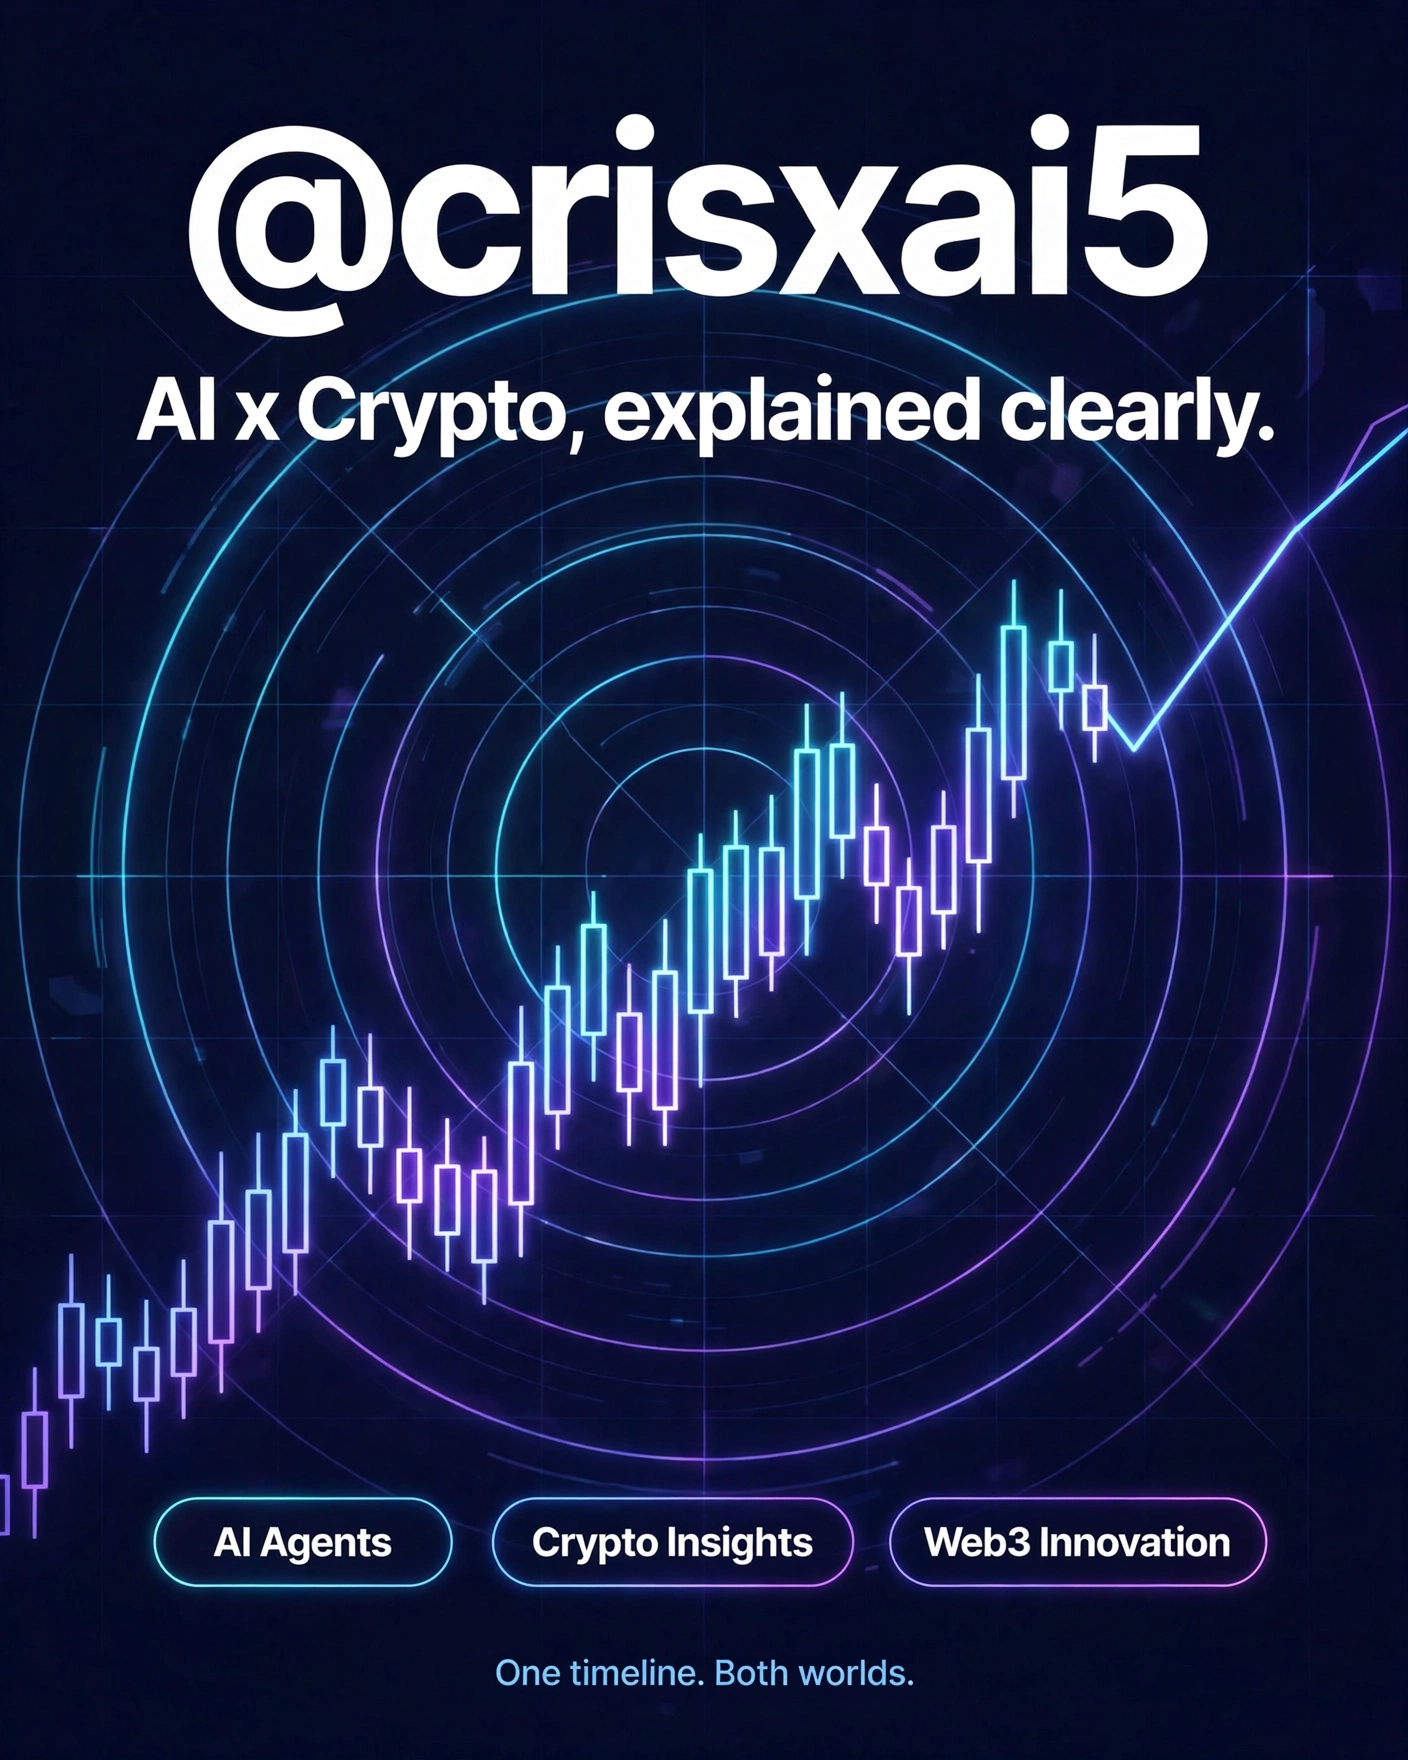 @crisxai5
AI x Crypto, explained clearly.
AI Agents
Crypto Insights
Web3 Innovation
One timeline. Both worlds.